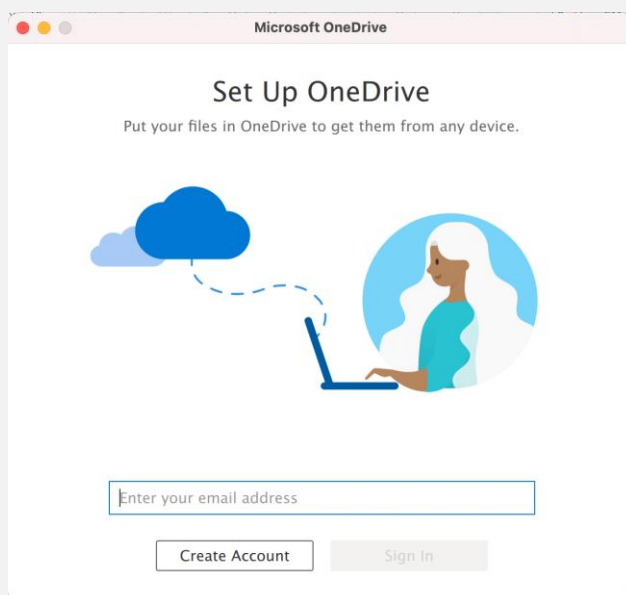 Microsoft OneDrive
Set Up OneDrive
Put your files in OneDrive to get them from any device.
Enter your email address
Create Account
Sign In